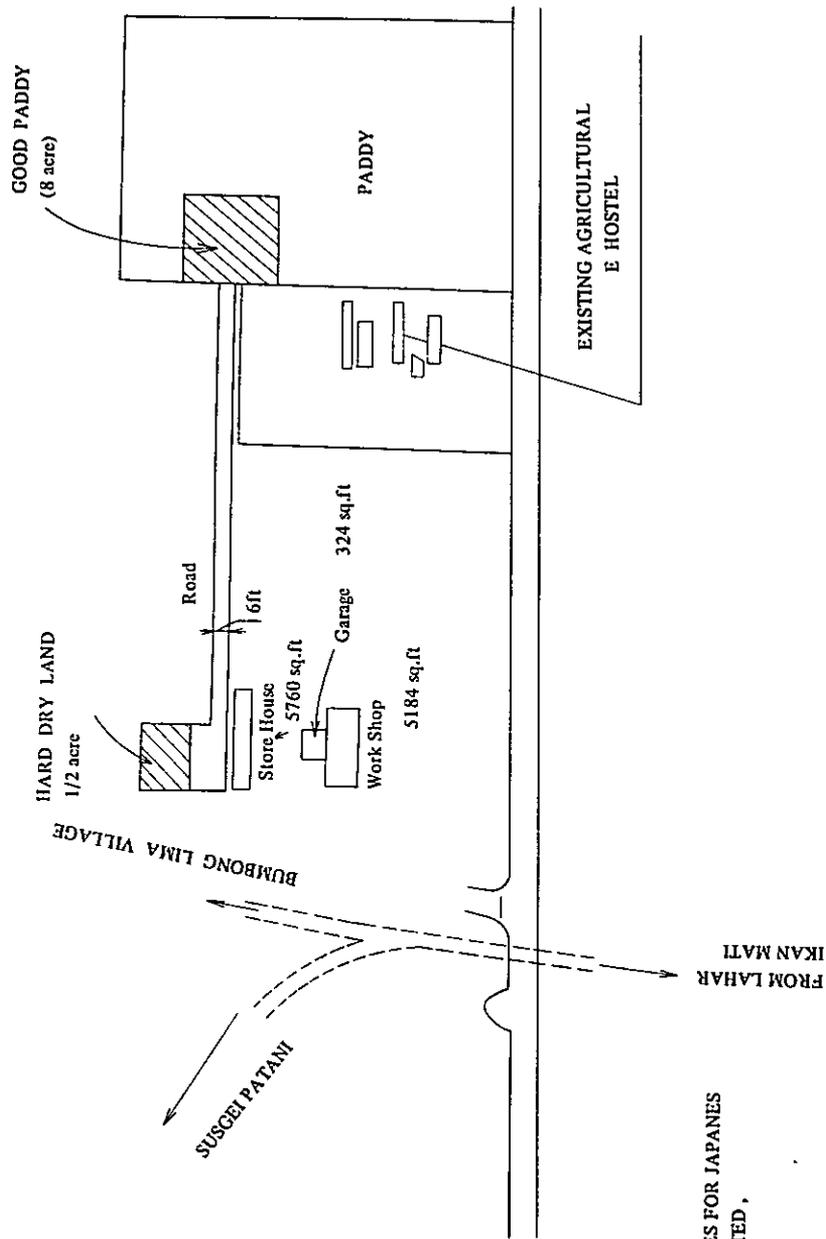 GOOD PADDY
(8 acre)
HARD DRY LAND
1/2 acre
BUMBONG LIMA VILLAGE
Road
16ft
SUSGEI PATANI
Store House
5760 sq.ft
Garage 324 sq.ft
Work Shop
5184 sq.ft
PADDY
EXISTING AGRICULTURAL
E HOSTEL
FROM LAHAR
IKAN MATI
ES FOR JAPANES
TED ,